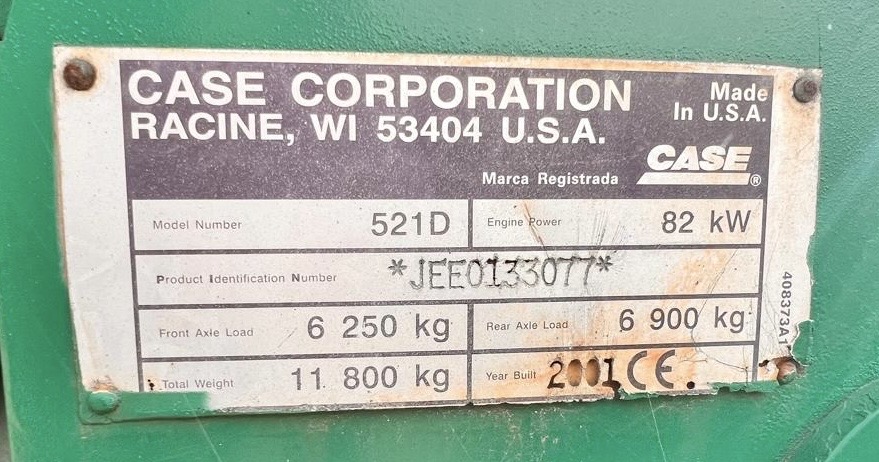 CASE CORPORATION
RACINE, WI 53404 U.S.A.
Made
In U.S.A.
Marca Registrada CASE ®
Model Number 521D Engine Power 82 kW
Product Identification Number *JEE0133077*
Front Axle Load 6 250 kg Rear Axle Load 6 900 kg
Total Weight 11 800 kg Year Built 2001 CE